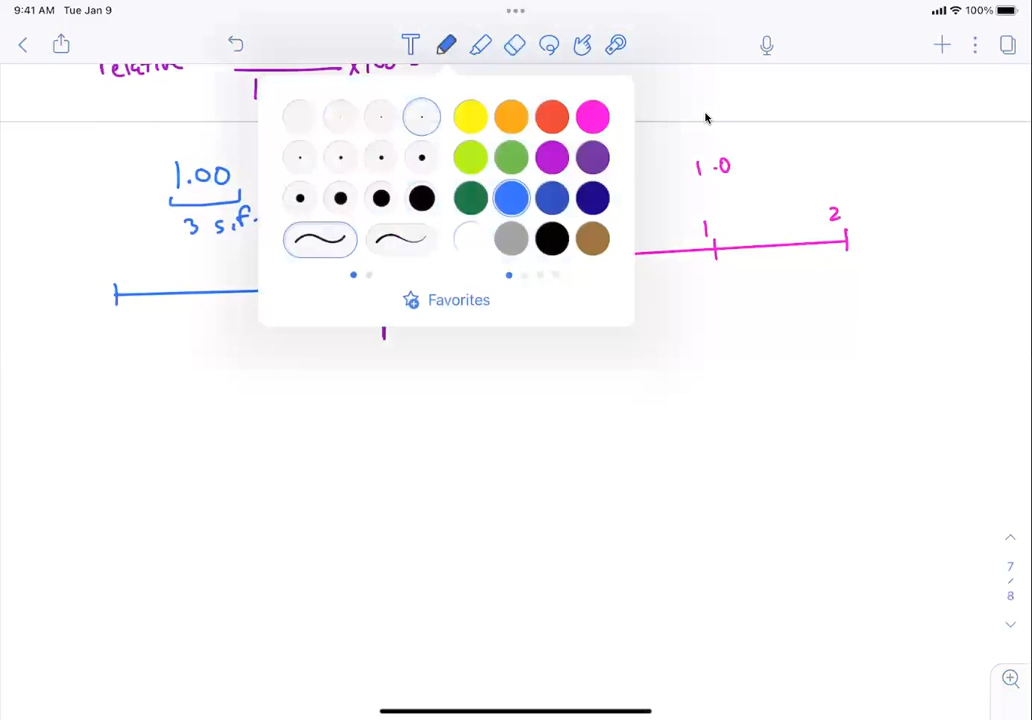 9:41 AM Tue Jan 9
100%
T
relative
x100 =
1.00
3 s.f.
1.0
1
2
Favorites
7
/
8